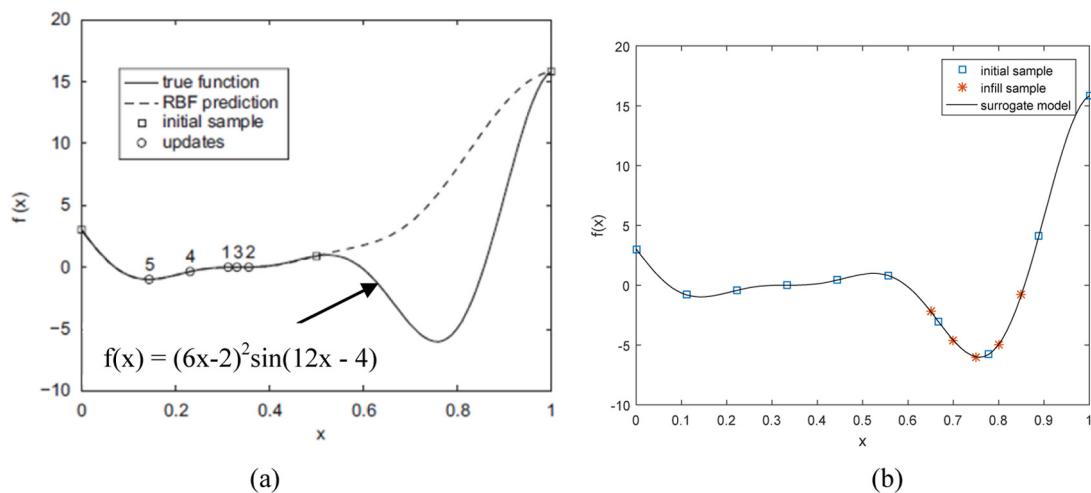 20
15
10
5
0
−5
−10
f (x)
true function
RBF prediction
initial sample
updates
5
4
1
3
2
f(x) = (6x-2)²sin(12x - 4)
0
0.2
0.4
0.6
0.8
1
x
(a)
20
15
10
5
0
-5
-10
f(x)
initial sample
infill sample
surrogate model
0
0.1
0.2
0.3
0.4
0.5
0.6
0.7
0.8
0.9
1
x
(b)